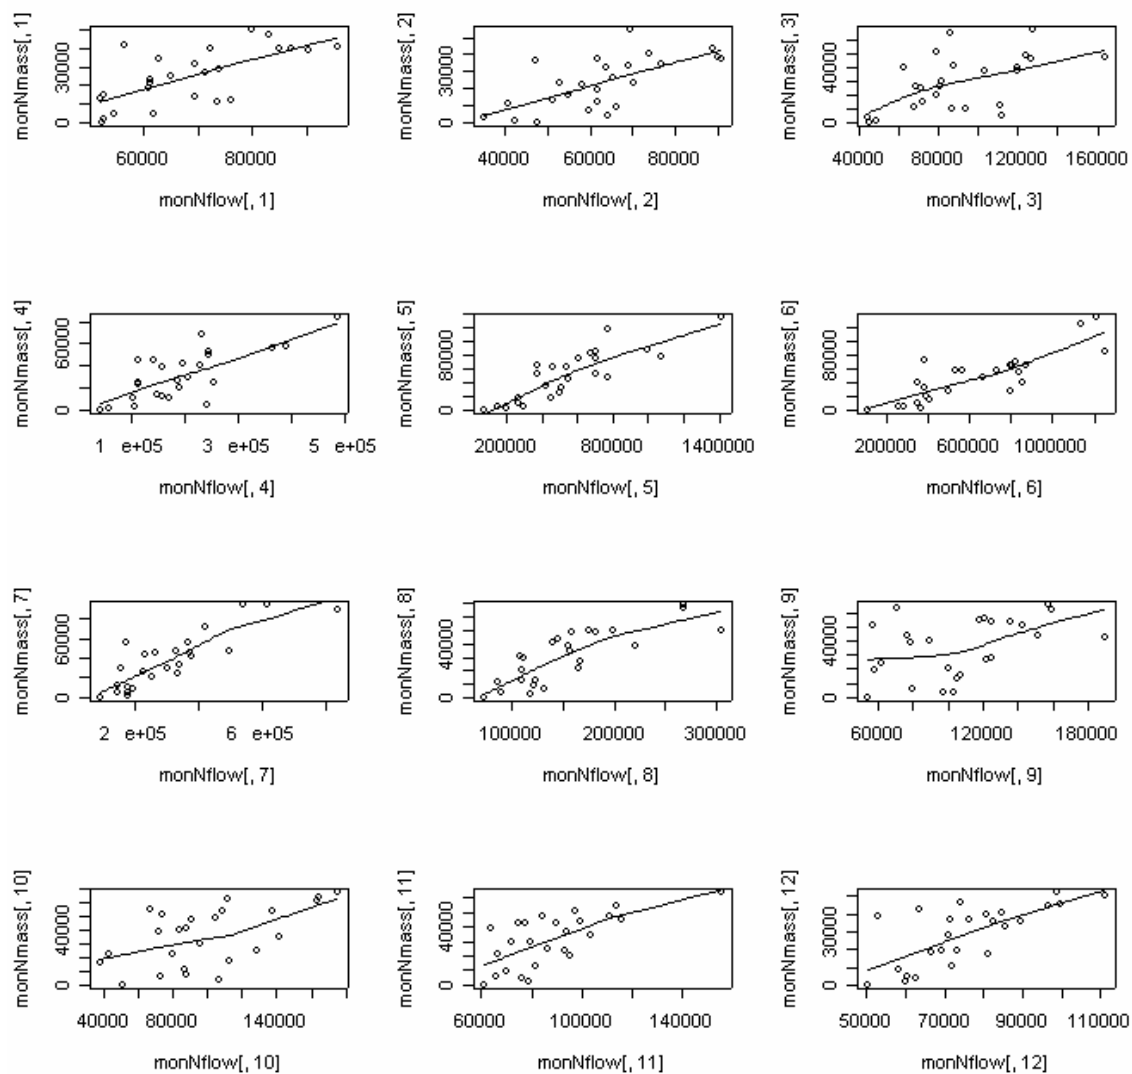 monNmass[, 1]
0 30000
60000 80000
monNflow[, 1]
monNmass[, 2]
0 30000
40000 60000 80000
monNflow[, 2]
monNmass[, 3]
0 40000
40000 80000 120000 160000
monNflow[, 3]
monNmass[, 4]
0 60000
1 e+05 3 e+05 5 e+05
monNflow[, 4]
monNmass[, 5]
0 80000
200000 600000 1400000
monNflow[, 5]
monNmass[, 6]
0 80000
200000 600000 1000000
monNflow[, 6]
monNmass[, 7]
0 60000
2 e+05 6 e+05
monNflow[, 7]
monNmass[, 8]
0 40000
100000 200000 300000
monNflow[, 8]
monNmass[, 9]
0 400000
60000 120000 180000
monNflow[, 9]
monNmass[, 10]
0 40000
40000 80000 140000
monNflow[, 10]
monNmass[, 11]
0 40000
60000 100000 140000
monNflow[, 11]
monNmass[, 12]
0 30000
50000 70000 90000 110000
monNflow[, 12]